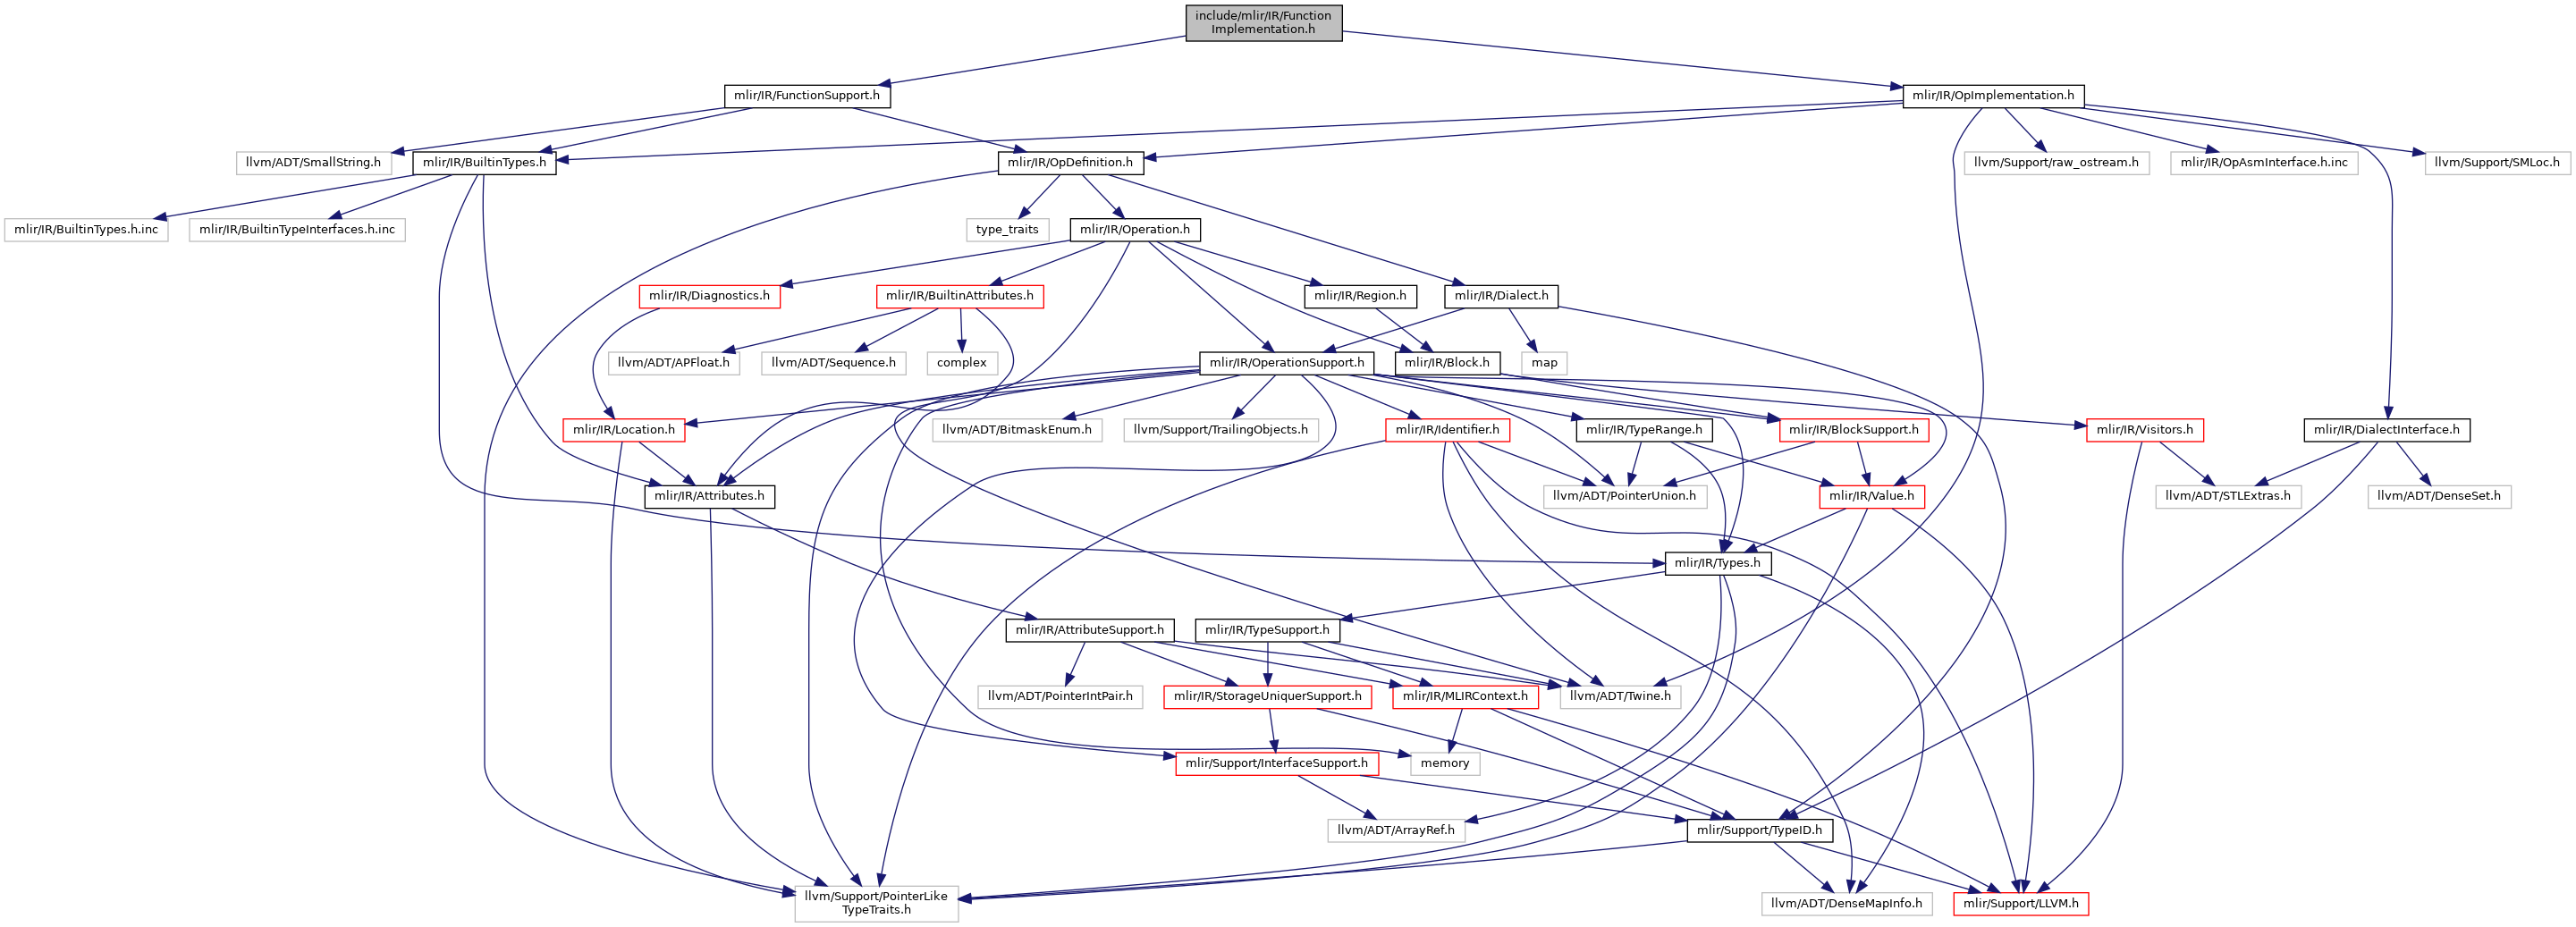 include/mlir/IR/Function
Implementation.h
mlir/IR/FunctionSupport.h
mlir/IR/OpImplementation.h
llvm/ADT/SmallString.h
mlir/IR/BuiltinTypes.h
mlir/IR/OpDefinition.h
llvm/Support/raw_ostream.h
mlir/IR/OpAsmInterface.h.inc
llvm/Support/SMLoc.h
mlir/IR/BuiltinTypes.h.inc
mlir/IR/BuiltinTypeInterfaces.h.inc
type_traits
mlir/IR/Operation.h
mlir/IR/Diagnostics.h
mlir/IR/BuiltinAttributes.h
mlir/IR/Region.h
mlir/IR/Dialect.h
llvm/ADT/APFloat.h
llvm/ADT/Sequence.h
complex
mlir/IR/OperationSupport.h
mlir/IR/Block.h
map
mlir/IR/Location.h
llvm/ADT/BitmaskEnum.h
llvm/Support/TrailingObjects.h
mlir/IR/Identifier.h
mlir/IR/TypeRange.h
mlir/IR/BlockSupport.h
mlir/IR/Visitors.h
mlir/IR/DialectInterface.h
mlir/IR/Attributes.h
llvm/ADT/PointerUnion.h
mlir/IR/Value.h
llvm/ADT/STLExtras.h
llvm/ADT/DenseSet.h
mlir/IR/Types.h
mlir/IR/AttributeSupport.h
mlir/IR/TypeSupport.h
llvm/ADT/PointerIntPair.h
mlir/IR/StorageUniquerSupport.h
mlir/IR/MLIRContext.h
llvm/ADT/Twine.h
mlir/Support/InterfaceSupport.h
memory
llvm/ADT/ArrayRef.h
mlir/Support/TypeID.h
llvm/Support/PointerLike
TypeTraits.h
llvm/ADT/DenseMapInfo.h
mlir/Support/LLVM.h